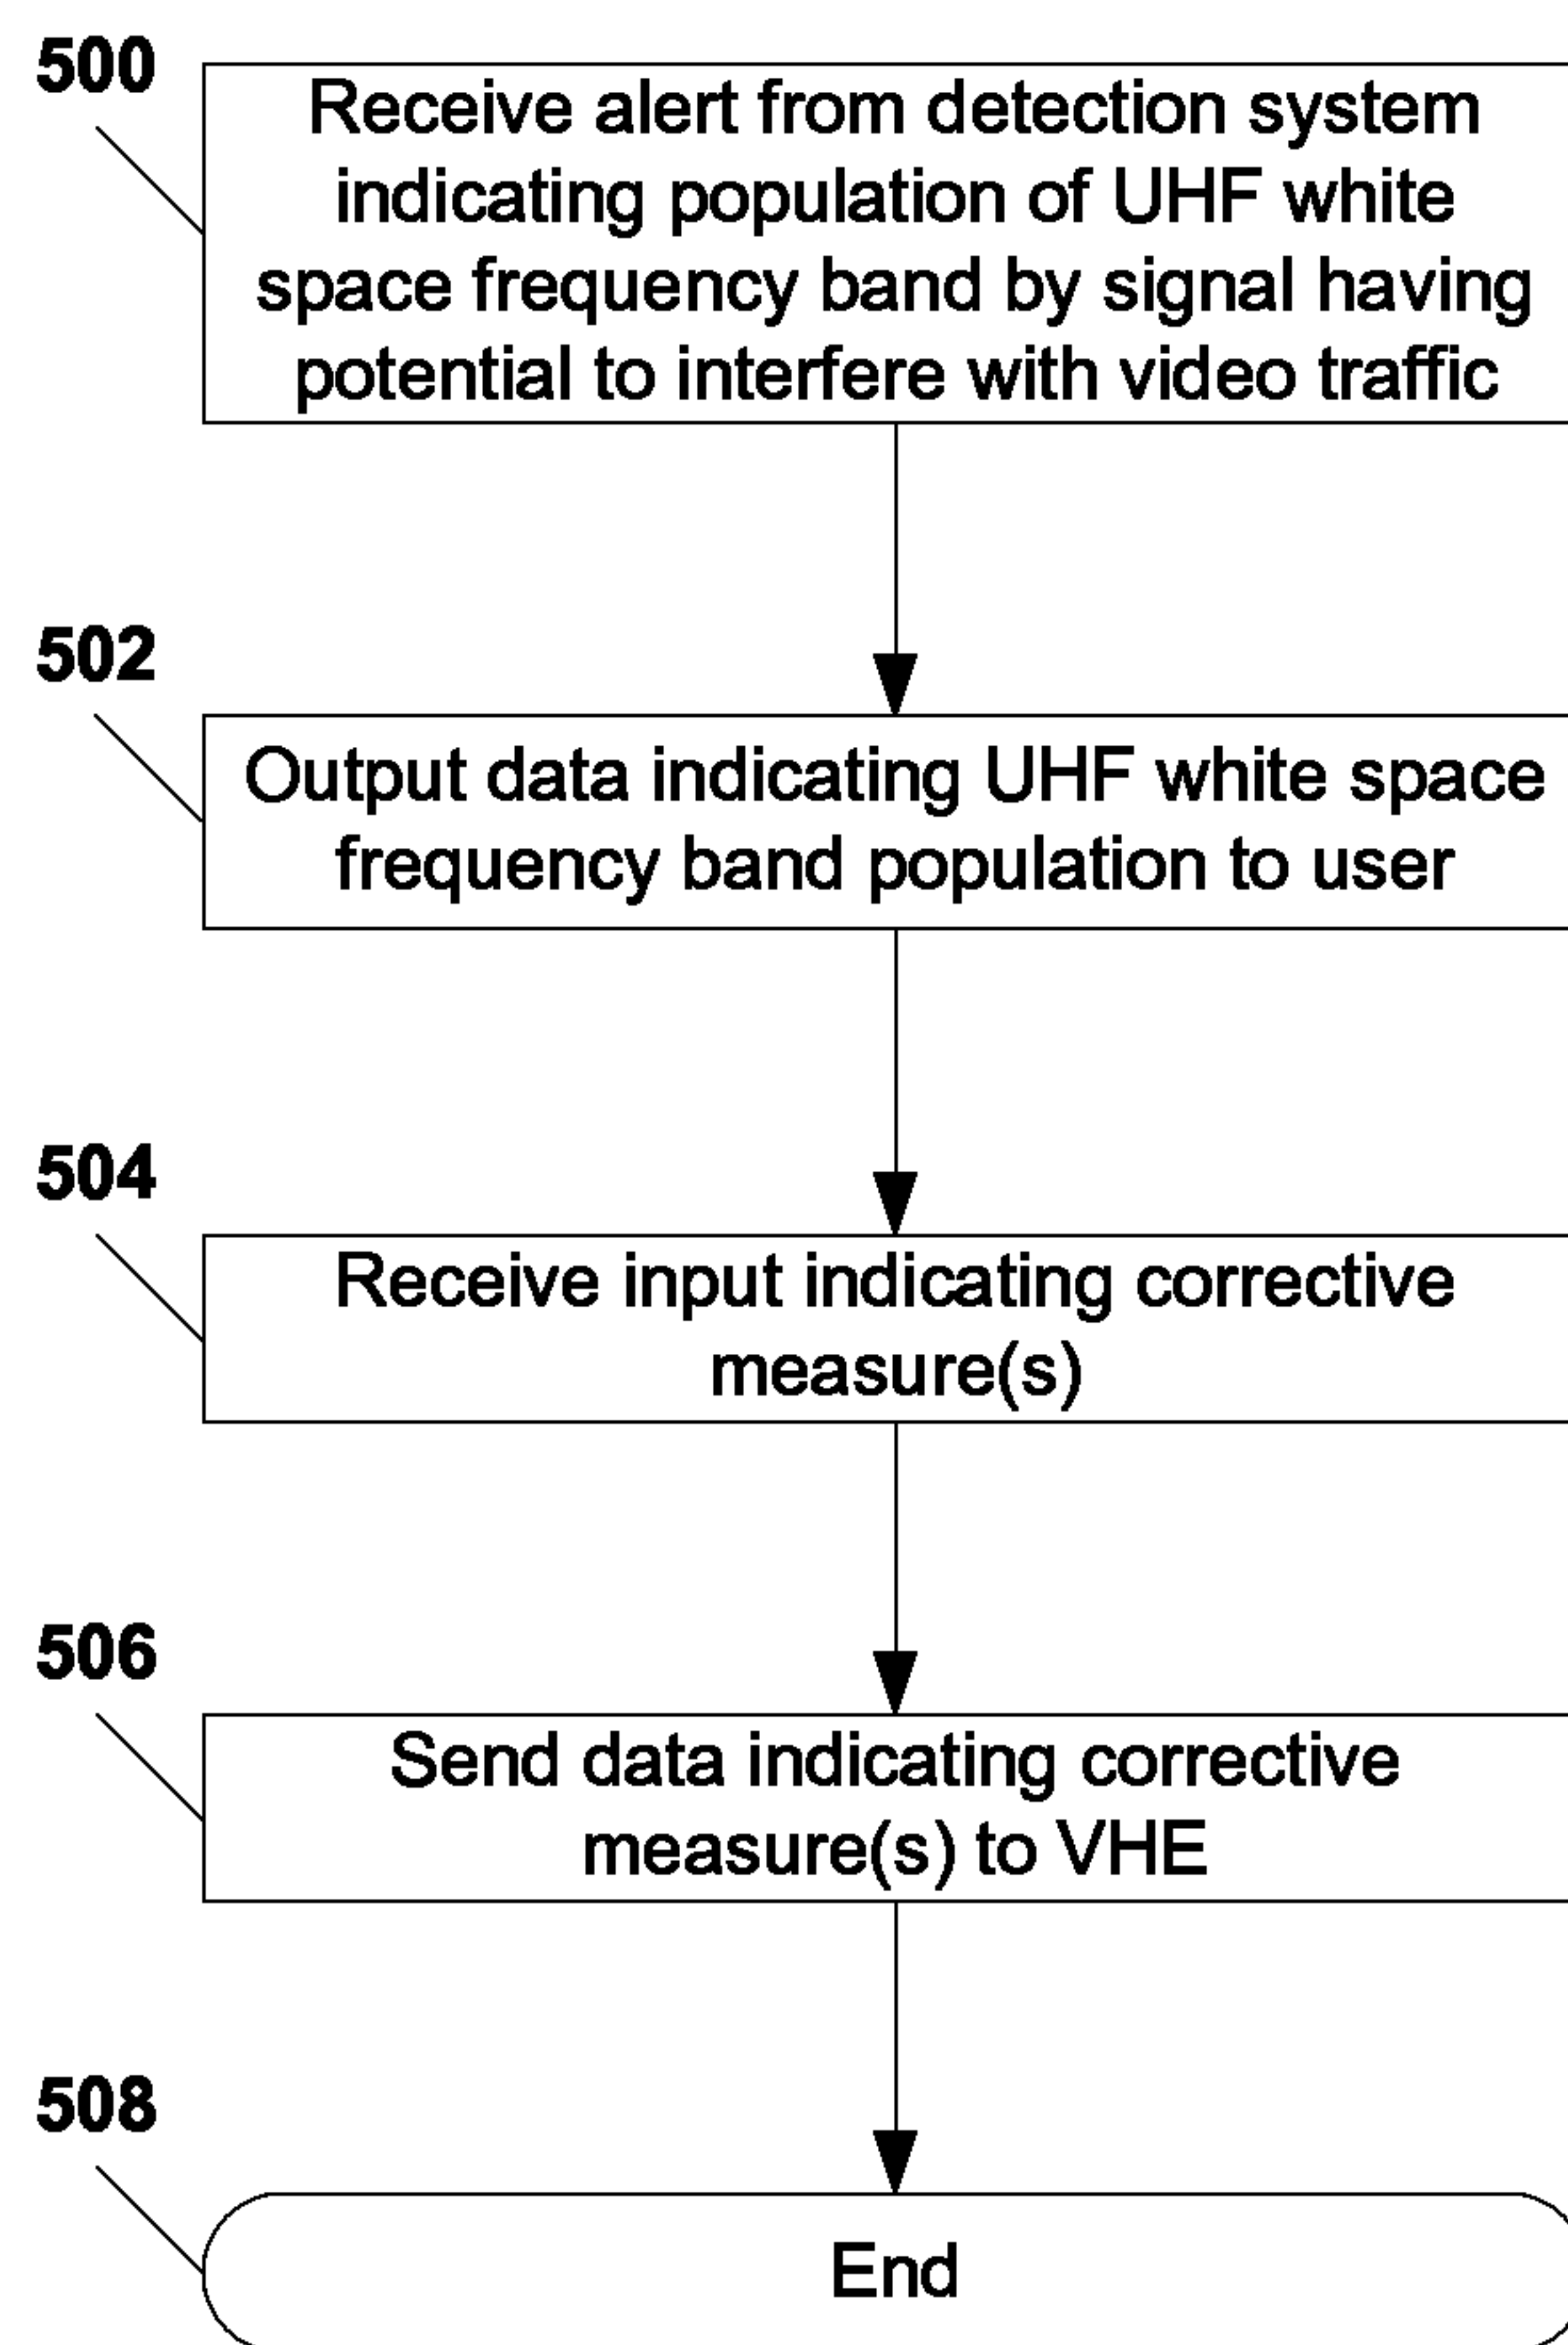 500
Receive alert from detection system
indicating population of UHF white
space frequency band by signal having
potential to interfere with video traffic
502
Output data indicating UHF white space
frequency band population to user
504
Receive input indicating corrective
measure(s)
506
Send data indicating corrective
measure(s) to VHE
508
End